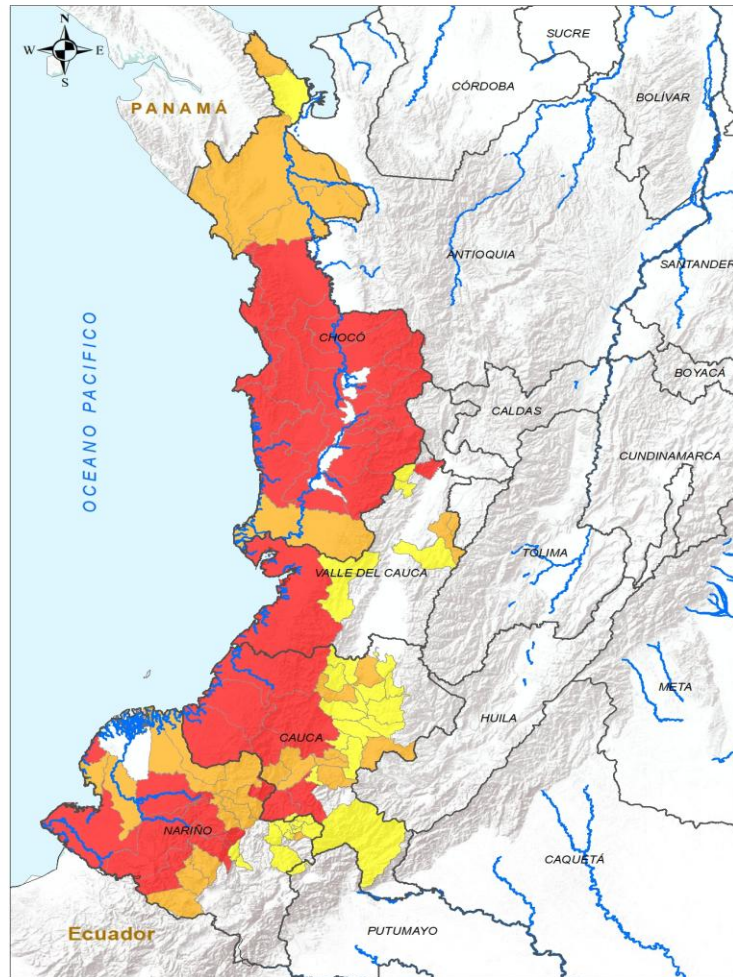 N
W E
S
SUCRE
CÓRDOBA
BOLÍVAR
PANAMÁ
ANTIOQUIA
SANTANDER
OCEANO PACIFICO
CHOCÓ
BOYACÁ
CALDAS
CUNDINAMARCA
TOLIMA
VALLE DEL CAUCA
META
HUILA
CAUCA
NARIÑO
CAQUETÁ
Ecuador
PUTUMAYO